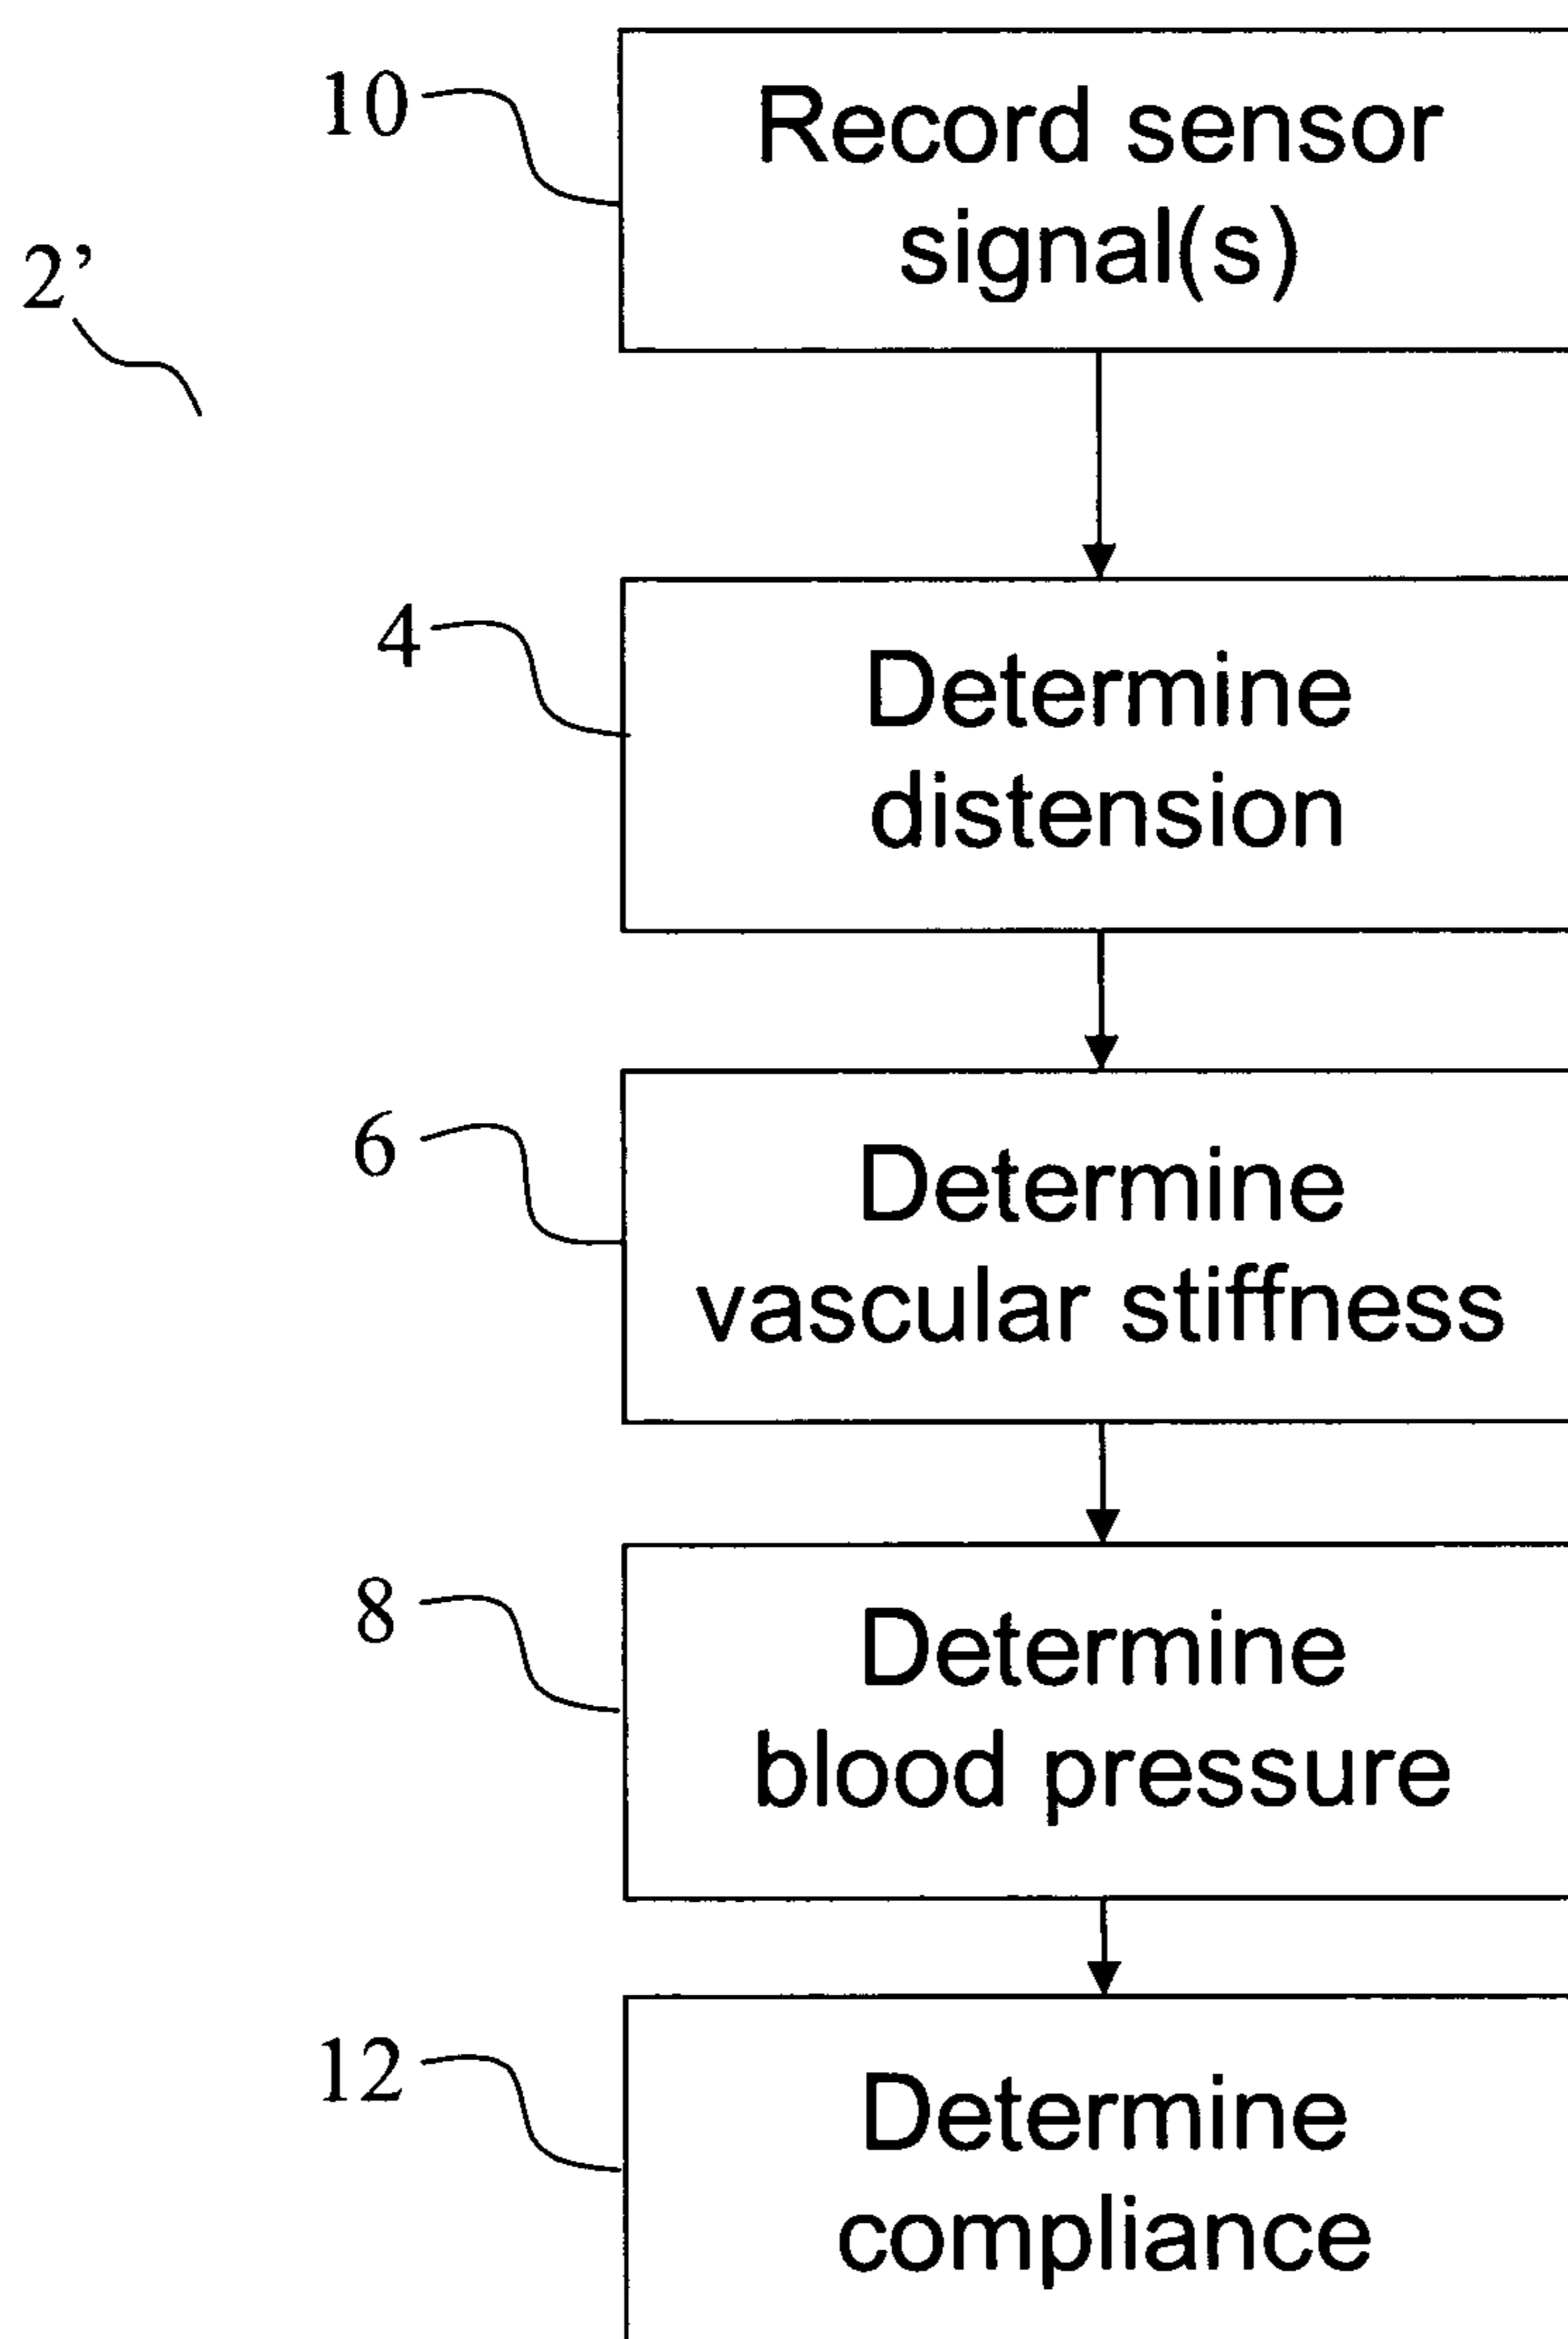 10
Record sensor
signal(s)
2’
4
Determine
distension
6
Determine
vascular stiffness
8
Determine
blood pressure
12
Determine
compliance